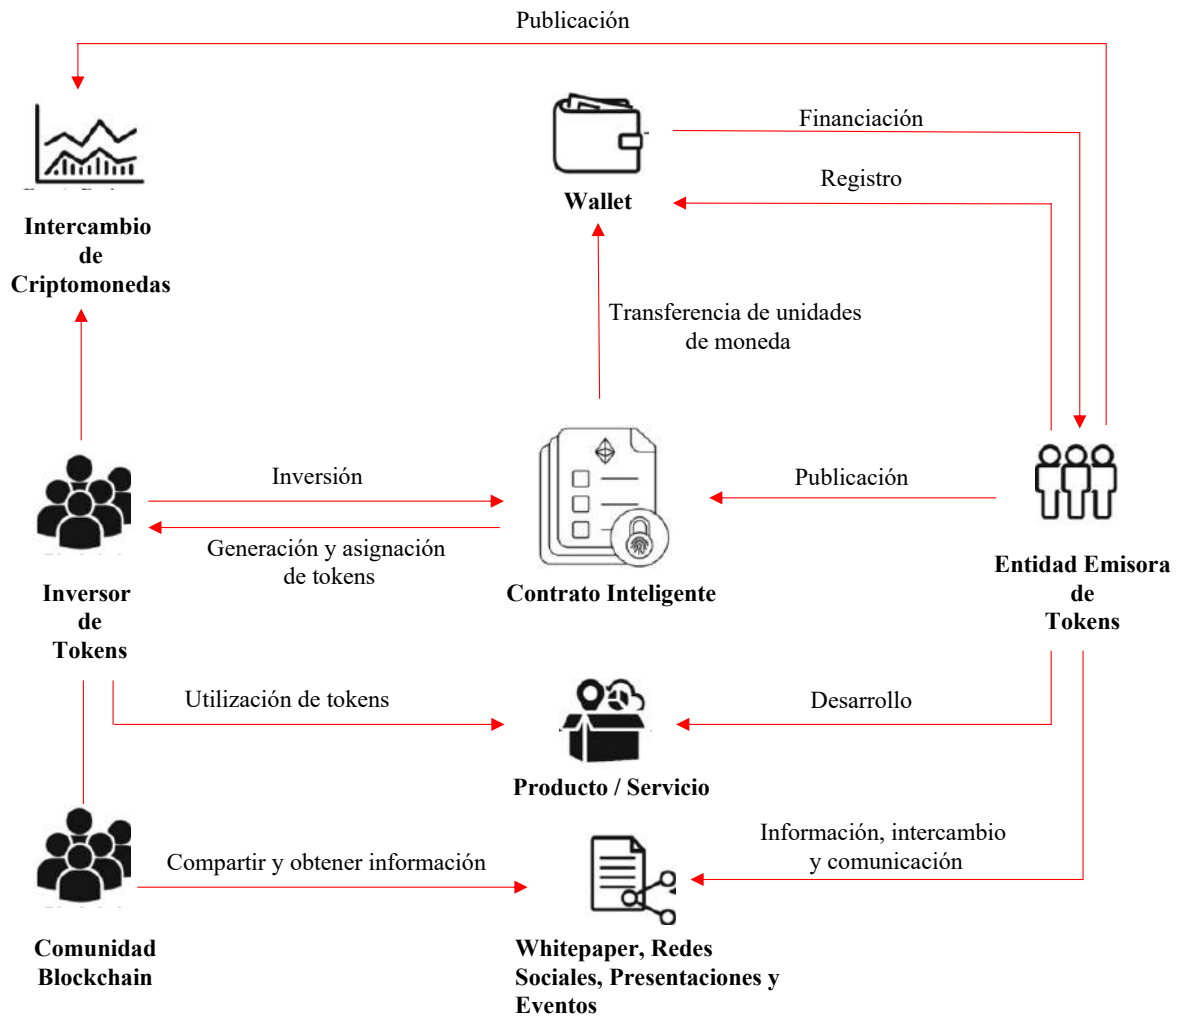 Publicación
Financiación
Registro
Wallet
Intercambio
de
Criptomonedas
Transferencia de unidades
de moneda
Inversión
Publicación
Generación y asignación
de tokens
Contrato Inteligente
Entidad Emisora
de
Tokens
Inversor
de
Tokens
Utilización de tokens
Desarrollo
Producto / Servicio
Información, intercambio
y comunicación
Compartir y obtener información
Comunidad
Blockchain
Whitepaper, Redes
Sociales, Presentaciones y
Eventos